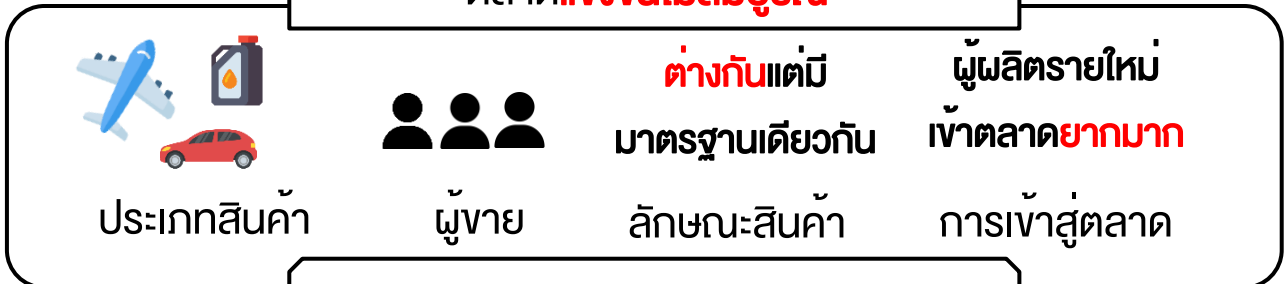 ต่างกันแต่มี
มาตรฐานเดียวกัน
ผู้ผลิตรายใหม่
เข้าตลาดยากมาก
ประเภทสินค้า
ผู้ขาย
ลักษณะสินค้า
การเข้าสู่ตลาด